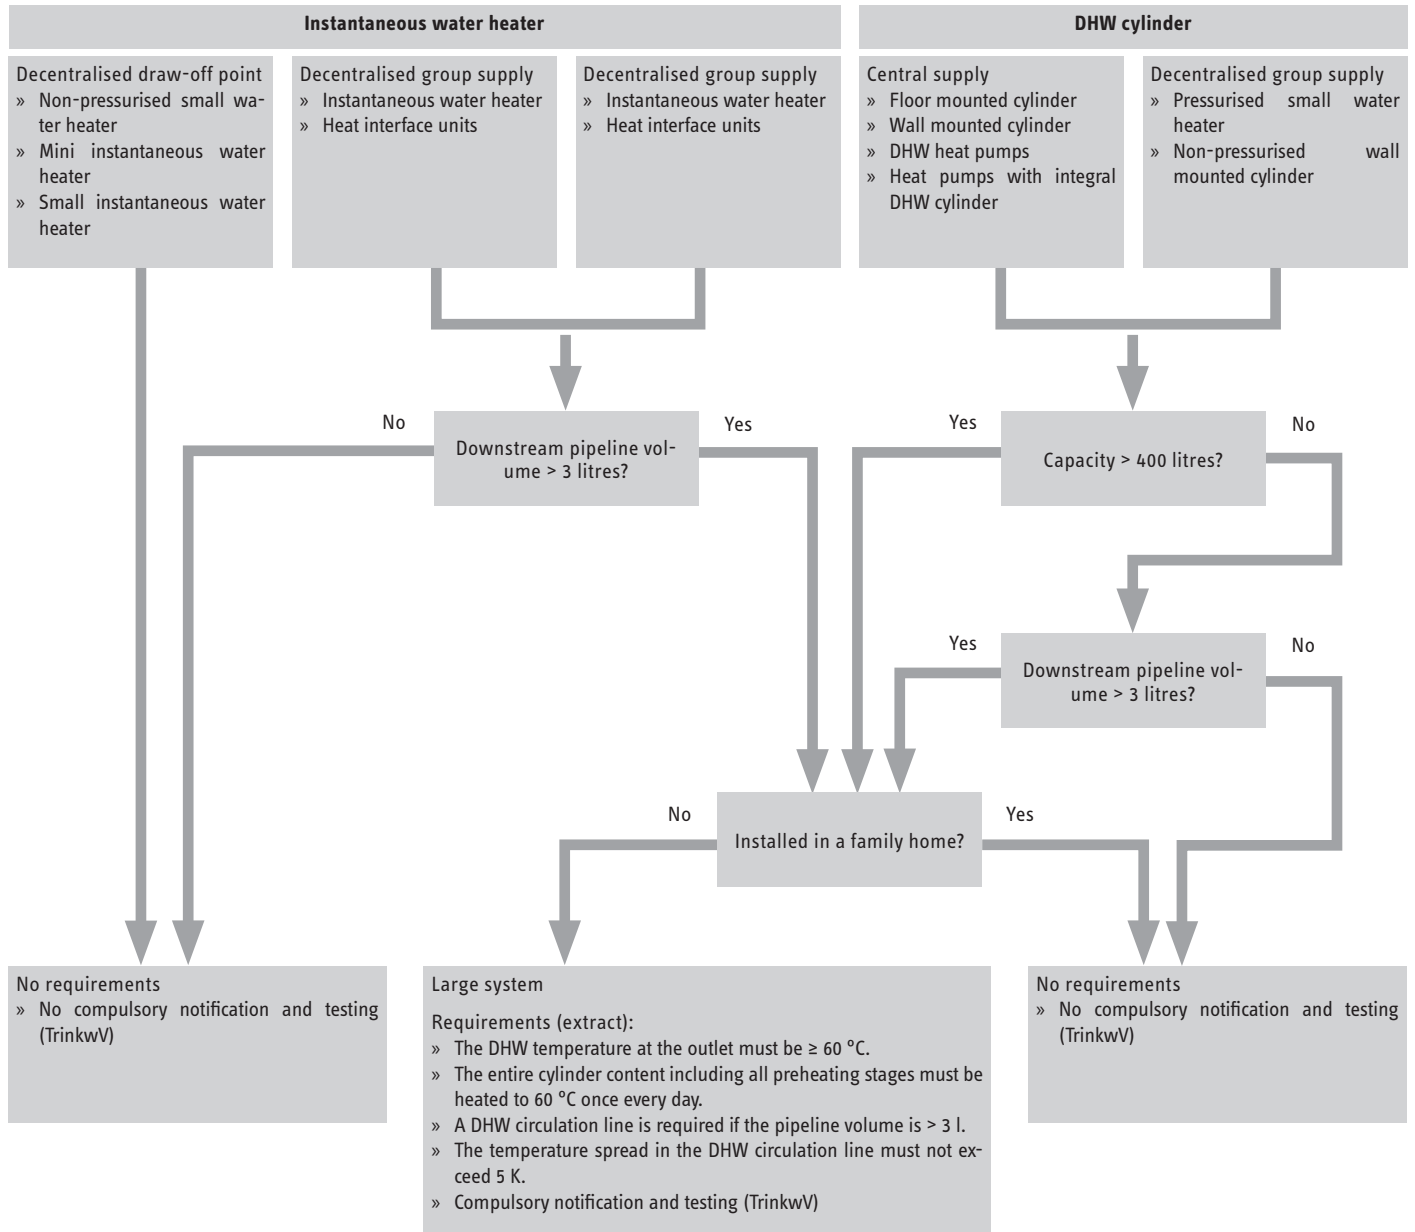 Instantaneous water heater
DHW cylinder
Decentralised draw-off point
» Non-pressurised small wa-
ter heater
» Mini instantaneous water
heater
» Small instantaneous water
heater
Decentralised group supply
» Instantaneous water heater
» Heat interface units
Decentralised group supply
» Instantaneous water heater
» Heat interface units
Central supply
» Floor mounted cylinder
» Wall mounted cylinder
» DHW heat pumps
» Heat pumps with integral
DHW cylinder
Decentralised group supply
» Pressurised small water
heater
» Non-pressurised wall
mounted cylinder
No
Downstream pipeline vol-
ume > 3 litres?
Yes
Yes
Capacity > 400 litres?
No
Yes
Downstream pipeline vol-
ume > 3 litres?
No
No
Installed in a family home?
Yes
No requirements
» No compulsory notification and testing
(TrinkwV)
Large system
Requirements (extract):
» The DHW temperature at the outlet must be ≥ 60 °C.
» The entire cylinder content including all preheating stages must be
heated to 60 °C once every day.
» A DHW circulation line is required if the pipeline volume is > 3 l.
» The temperature spread in the DHW circulation line must not ex-
ceed 5 K.
» Compulsory notification and testing (TrinkwV)
No requirements
» No compulsory notification and testing
(TrinkwV)